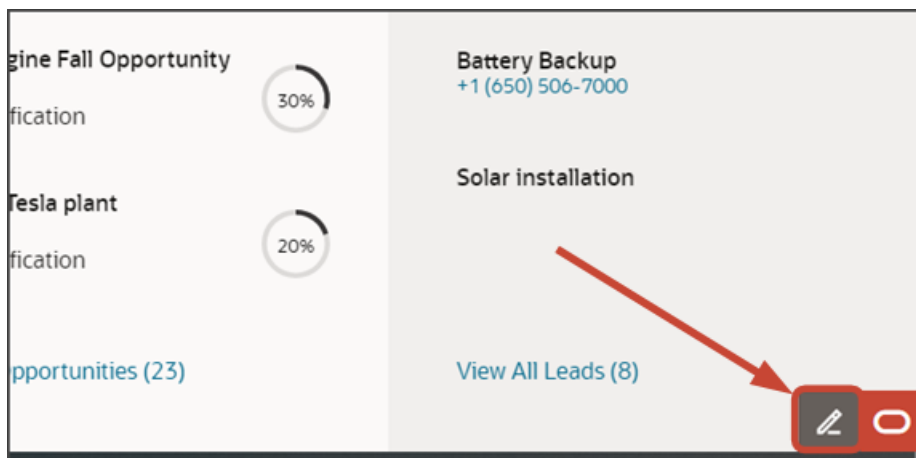 gine Fall Opportunity
30%
fication
Tesla plant
20%
fication
pportunities (23)
Battery Backup
+1 (650) 506-7000
Solar installation
View All Leads (8)